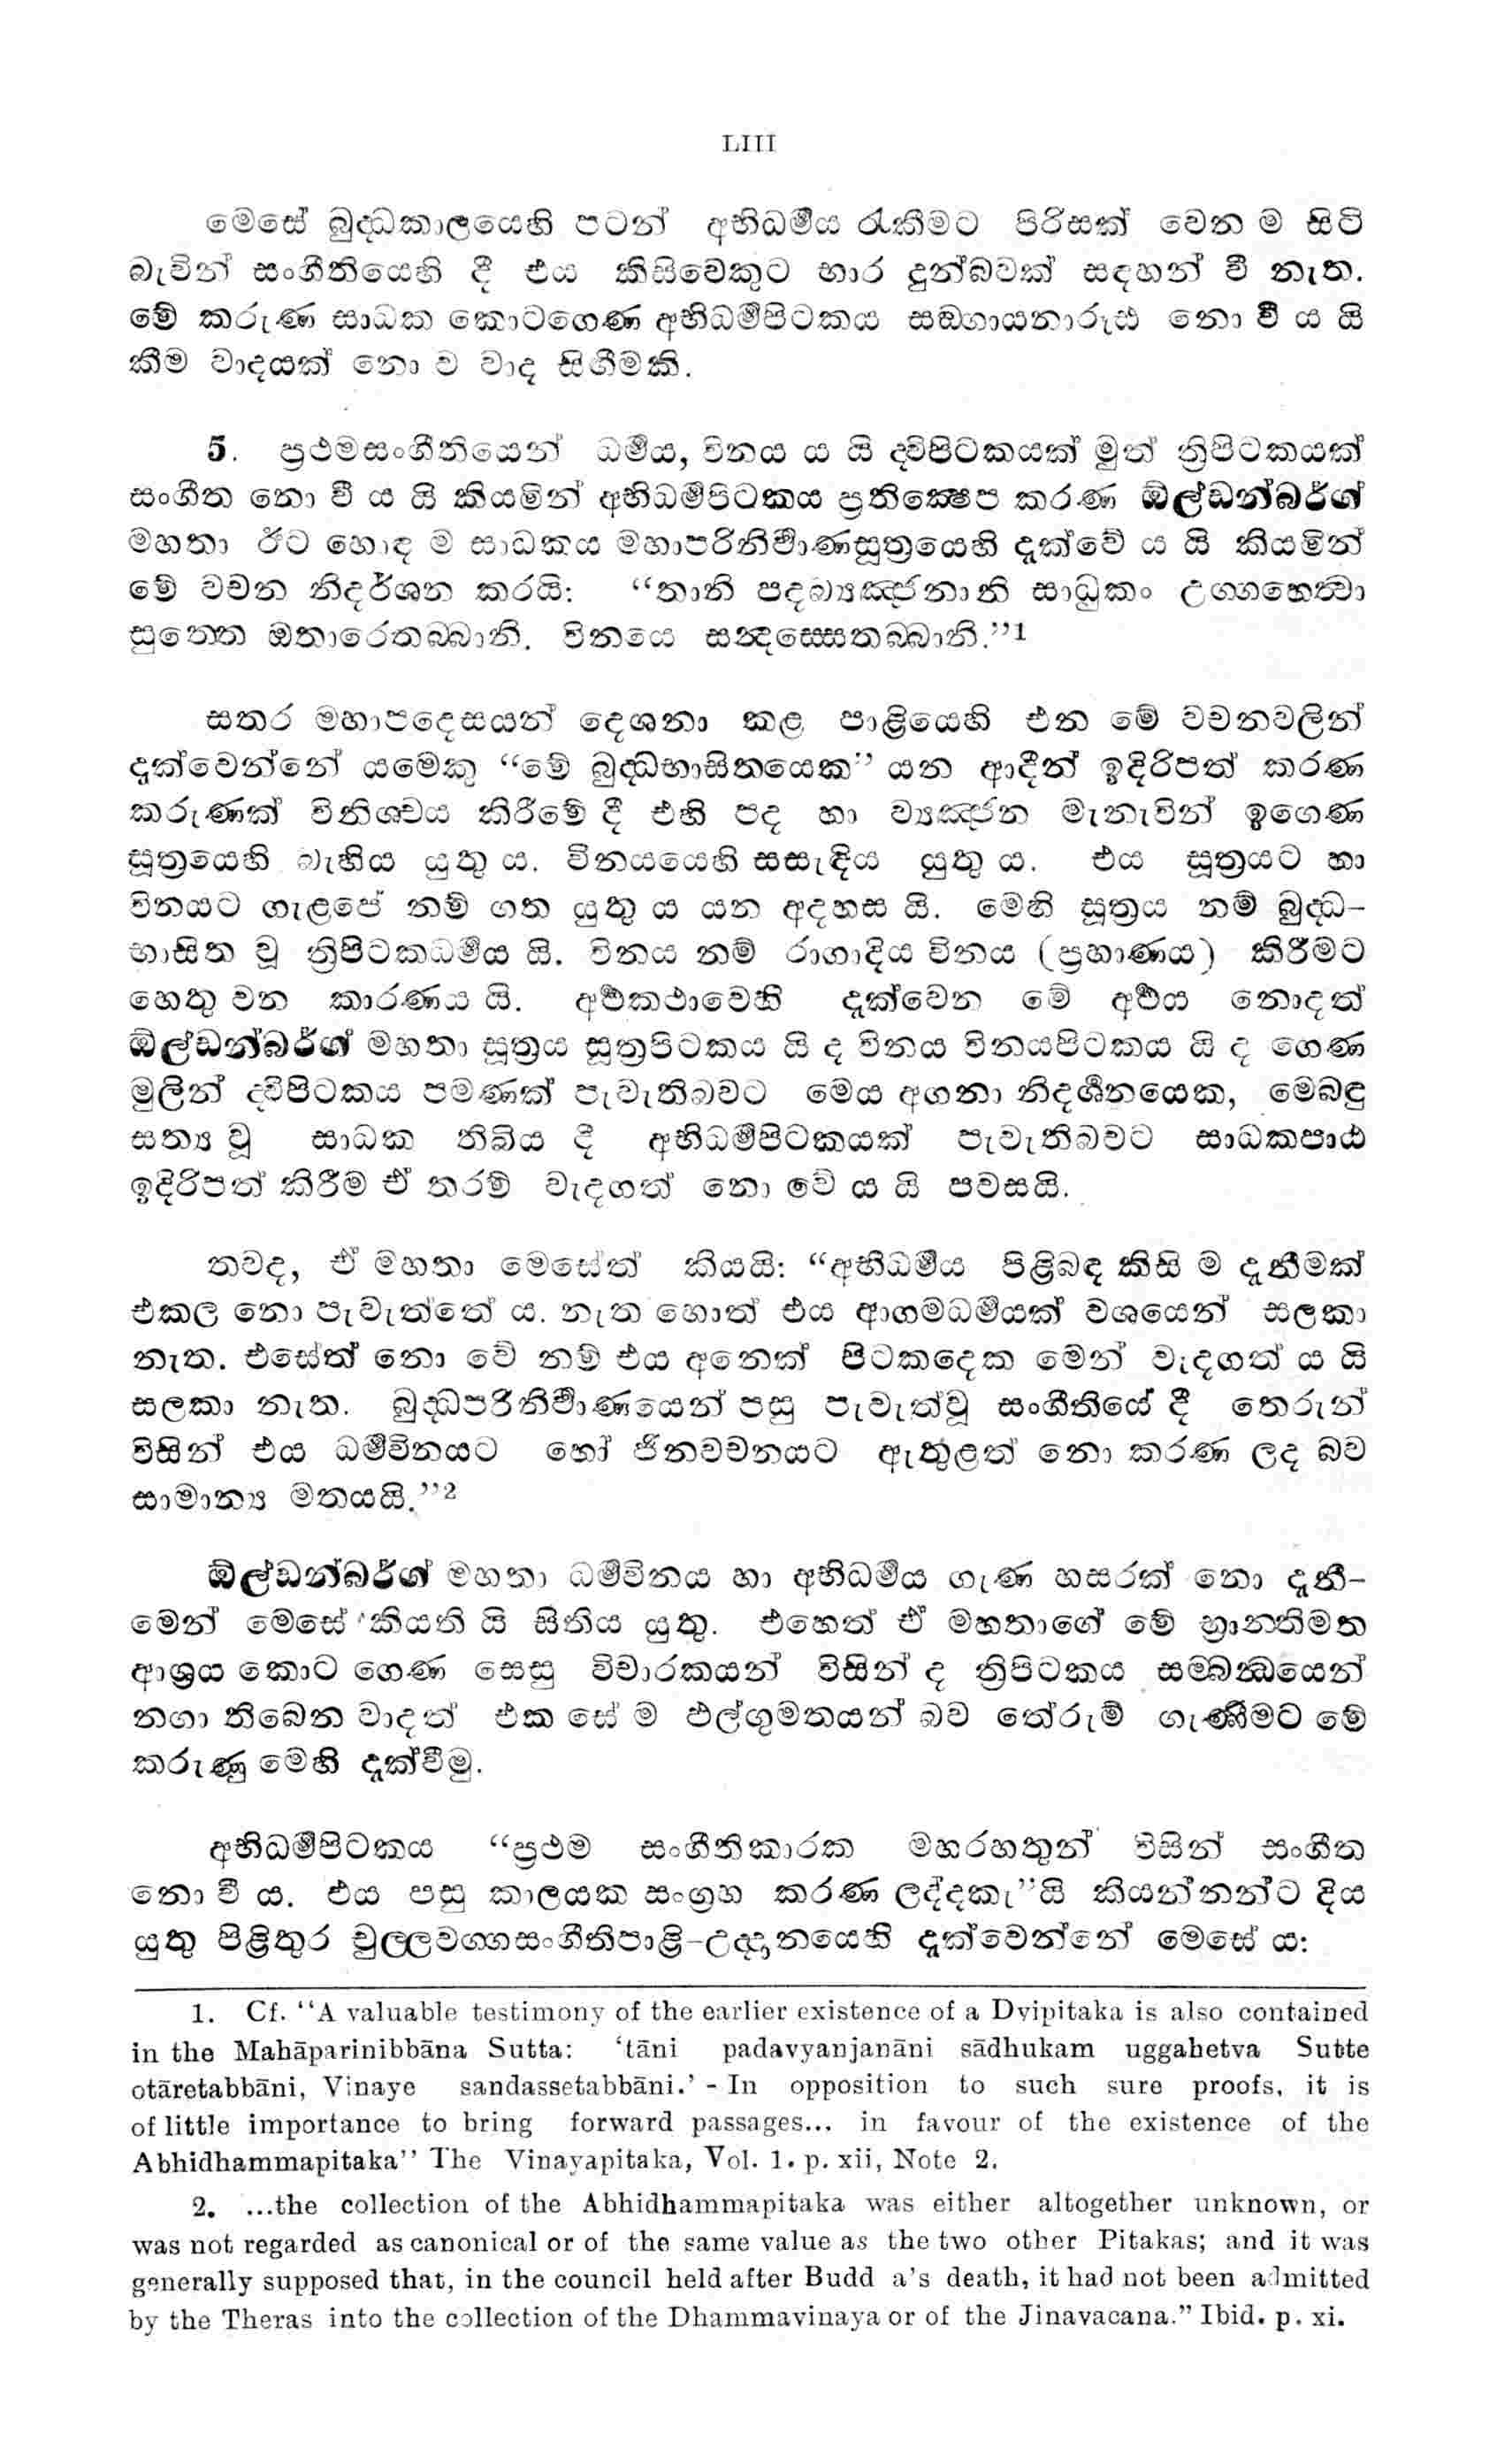 LIII
මෙසේ බුද්ධකාලයෙහි පටන් අභිධර්මය රැකීමට පිරිසක් වෙන ම සිටි
බැවින් සංගීතියෙහි දී එය කිසිවෙකුට භාර දුන්බවක් සඳහන් වී නැත.
මේ කරුණ සාධක කොටගෙණ අභිධර්මපිටකය සඞ්ගායනාරූඪ නො වී ය යි
කීම වාදයක් නො ව වාද සිඟීමකි.
5. ප්‍රථමසංගීතියෙන් ධර්මය, විනය ය යි ද්විපිටකයක් මුත් ත්‍රිපිටකයක්
සංගීත නො වී ය යි කියමින් අභිධර්මපිටකය ප්‍රතික්‍ෂෙප කරණ ඕල්ඩන්බර්ග්
මහතා ඊට හොඳ ම සාධකය මහාපරිනිර්වාණසූත්‍රයෙහි දැක්වේ ය යි කියමින්
මේ වචන නිදර්ශන කරයි: “තානි පදබ්‍යඤ්ජනානි සාධුකං උග්ගහෙත්වා
සුත්තෙ ඔතාරෙතබ්බානි. විනයෙ සන්දස්සෙතබ්බානි.”1
සතර මහාපදෙසයන් දෙශනා කළ පාළියෙහි එන මේ වචනවලින්
දැක්වෙන්නේ යමෙකු “මේ බුද්ධභාසිතයෙක” යන ආදීන් ඉදිරිපත් කරණ
කරුණක් විනිශ්චය කිරීමේ දී එහි පද හා ව්‍යඤ්ජන මැනැවින් ඉගෙණ
සූත්‍රයෙහි බැහිය යුතු ය. විනයයෙහි සසැඳිය යුතු ය. එය සූත්‍රයට හා
විනයට ගැළපේ නම් ගත යුතු ය යන අදහස යි. මෙහි සූත්‍රය නම් බුද්ධ-
භාසිත වූ ත්‍රිපිටකධර්මය යි. විනය නම් රාගාදිය විනය (ප්‍රහාණය) කිරීමට
හෙතු වන කාරණය යි. අර්ථකථාවෙහි දැක්වෙන මේ අර්ථය නොදත්
ඕල්ඩන්බර්ග් මහතා සූත්‍රය සූත්‍රපිටකය යි ද විනය විනයපිටකය යි ද ගෙණ
මුලින් ද්විපිටකය පමණක් පැවැතිබවට මෙය අගනා නිදර්ශනයෙක, මෙබඳු
සත්‍ය වූ සාධක තිබිය දී අභිධර්මපිටකයක් පැවැතිබවට සාධකපාඨ
ඉදිරිපත් කිරීම ඒ තරම් වැදගත් නො වේ ය යි පවසයි.
තවද, ඒ මහතා මෙසේත් කියයි: “අභිධර්මය පිළිබඳ කිසි ම දැනීමක්
එකල නො පැවැත්තේ ය. නැත හොත් එය ආගමධර්මයක් වශයෙන් සලකා
නැත. එසේත් නො වේ නම් එය අනෙක් පිටකදෙක මෙන් වැදගත් ය යි
සලකා නැත. බුද්ධපරිනිර්වාණයෙන් පසු පැවැත්වූ සංගීතියේ දී තෙරුන්
විසින් එය ධර්මවිනයට හෝ ජිනවචනයට ඇතුළත් නො කරණ ලද බව
සාමාන්‍ය මතයයි.”2
ඕල්ඩන්බර්ග් මහතා ධර්මවිනය හා අභිධර්මය ගැණ හසරක් නො දැනී-
මෙන් මෙසේ කියති යි සිතිය යුතු. එහෙත් ඒ මහතාගේ මේ භ්‍රාන්තිමත
ආශ්‍රය කොට ගෙණ සෙසු විචාරකයන් විසින් ද ත්‍රිපිටකය සම්බන්ධයෙන්
නගා තිබෙන වාදත් එක සේ ම ඵල්ගුමතයන් බව තේරුම් ගැණීමට මේ
කරුණු මෙහි දැක්වීමු.
අභිධර්මපිටකය “ප්‍රථම සංගීතිකාරක මහරහතුන් විසින් සංගීත
නො වී ය. එය පසු කාලයක සංග්‍රහ කරණ ලද්දකැ”යි කියන්නන්ට දිය
යුතු පිළිතුර චුල්ලවග්ගසංගීතිපාළි-උද්දානයෙහි දැක්වෙන්නේ මෙසේ ය:
1. Cf. “A valuable testimony of the earlier existence of a Dvipitaka is also contained
in the Mahāparinibbāna Sutta: ‘tāni padavyanjanāni sādhukam uggahetva Sutte
otāretabbāni, Vinaye sandassetabbāni.’ - In opposition to such sure proofs, it is
of little importance to bring forward passages... in favour of the existence of the
Abhidhammapitaka” The Vinayapitaka, Vol. 1. p. xii, Note 2.
2. ...the collection of the Abhidhammapitaka was either altogether unknown, or
was not regarded as canonical or of the same value as the two other Pitakas; and it was
generally supposed that, in the council held after Budd a’s death, it had not been admitted
by the Theras into the collection of the Dhammavinaya or of the Jinavacana.” Ibid. p. xi.